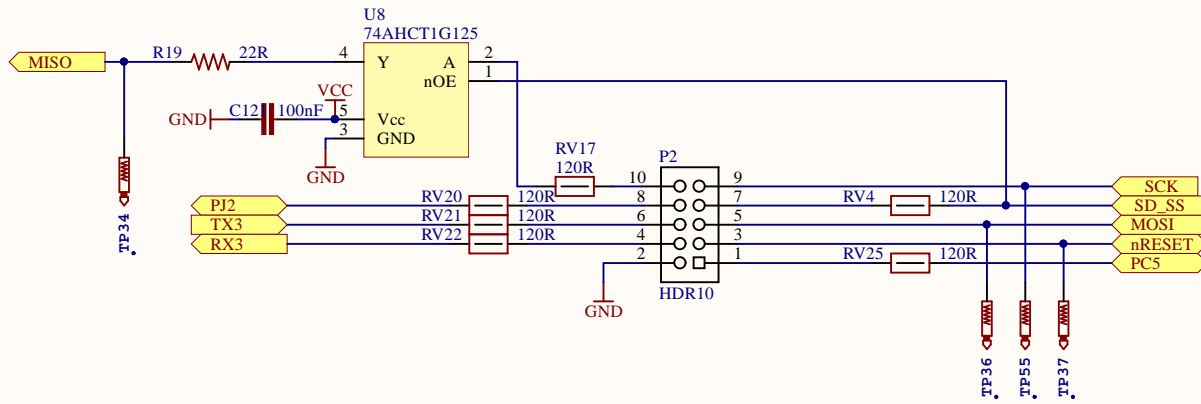 U8
74AHCT1G125
MISO
R19 22R
4 Y A 2
nOE 1
VCC
GND C12 100nF 5 Vcc
3 GND
GND
RV17
120R
P2
10 9
SCK
PJ2 RV20 120R 8 7 RV4 120R SD_SS
TX3 RV21 120R 6 5 MOSI
RX3 RV22 120R 4 3 nRESET
2 1 RV25 120R PC5
GND
HDR10
TP34
TP36
TP55
TP37